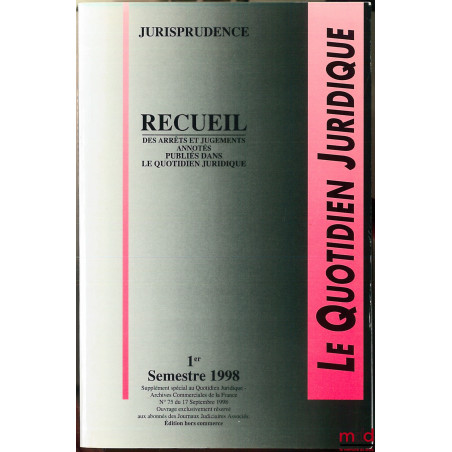 JURISPRUDENCE
RECUEIL
DES ARRÊTS ET JUGEMENTS
ANNOTÉS
PUBLIÉS DANS
LE QUOTIDIEN JURIDIQUE
1er
Semestre 1998
Supplément spécial au Quotidien Juridique
Archives Commerciales de la France
N° 75 du 17 Septembre 1998
Ouvrage exclusivement réservé
aux abonnés des Journaux Judiciaires Associés
Édition hors commerce
LE QUOTIDIEN JURIDIQUE